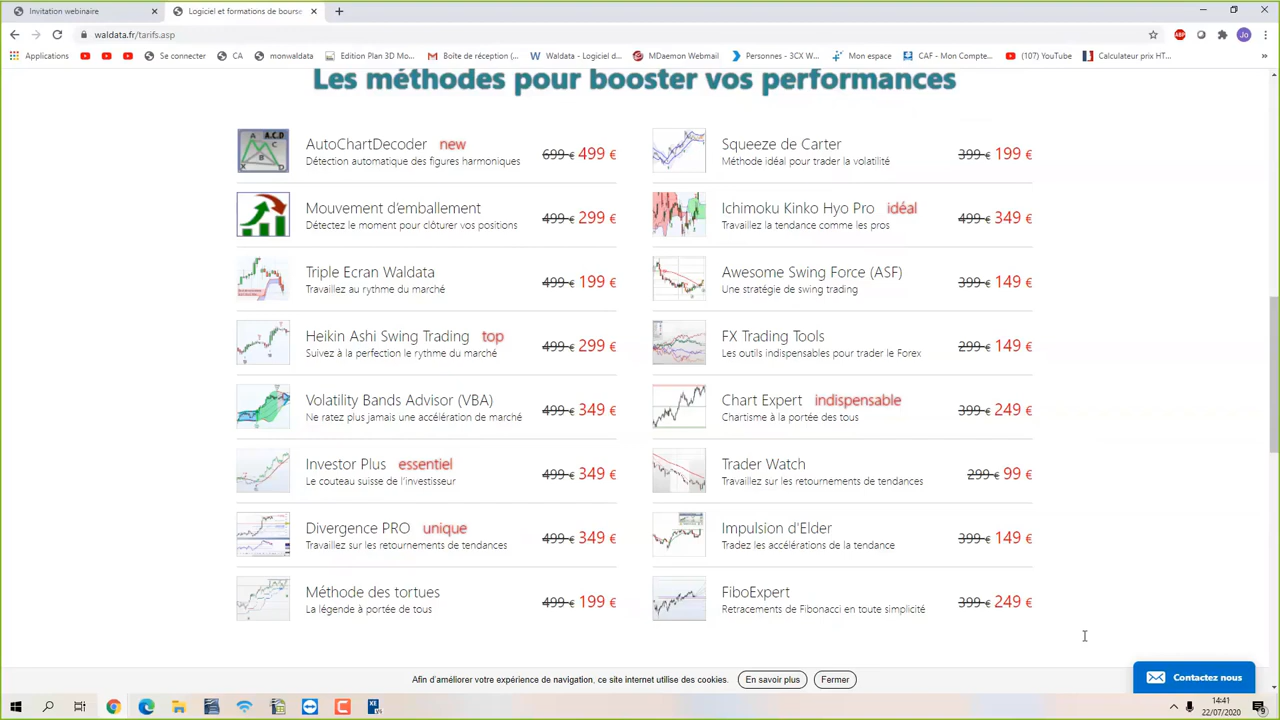 Invitation webinaire
Logiciel et formations de bourse
waldata.fr/tarifs.asp
ABP
Jo
Applications
Se connecter
CA
monwaldata
Edition Plan 3D Mo...
Boîte de réception (...
Waldata - Logiciel d...
MDaemon Webmail
Personnes - 3CX W...
Mon espace
CAF - Mon Compte...
(107) YouTube
Calculateur prix HT...
Les méthodes pour booster vos performances
AutoChartDecoder new
Détection automatique des figures harmoniques
699 € 499 €
Squeeze de Carter
Méthode idéal pour trader la volatilité
399 € 199 €
Mouvement d'emballement
Détectez le moment pour clôturer vos positions
499 € 299 €
Ichimoku Kinko Hyo Pro idéal
Travaillez la tendance comme les pros
499 € 349 €
Triple Ecran Waldata
Travaillez au rythme du marché
499 € 199 €
Awesome Swing Force (ASF)
Une stratégie de swing trading
399 € 149 €
Heikin Ashi Swing Trading top
Suivez à la perfection le rythme du marché
499 € 299 €
FX Trading Tools
Les outils indispensables pour trader le Forex
299 € 149 €
Volatility Bands Advisor (VBA)
Ne ratez plus jamais une accélération de marché
499 € 349 €
Chart Expert indispensable
Chartisme à la portée des tous
399 € 249 €
Investor Plus essentiel
Le couteau suisse de l'investisseur
499 € 349 €
Trader Watch
Travaillez sur les retournements de tendances
299 € 99 €
Divergence PRO unique
Travaillez sur les retournements de tendances
499 € 349 €
Impulsion d'Elder
Tradez les accélérations de la tendance
399 € 149 €
Méthode des tortues
La légende à portée de tous
499 € 199 €
FiboExpert
Retracements de Fibonacci en toute simplicité
399 € 249 €
Afin d'améliorer votre expérience de navigation, ce site internet utilise des cookies.
En savoir plus
Fermer
Contactez nous
14:41
22/07/2020